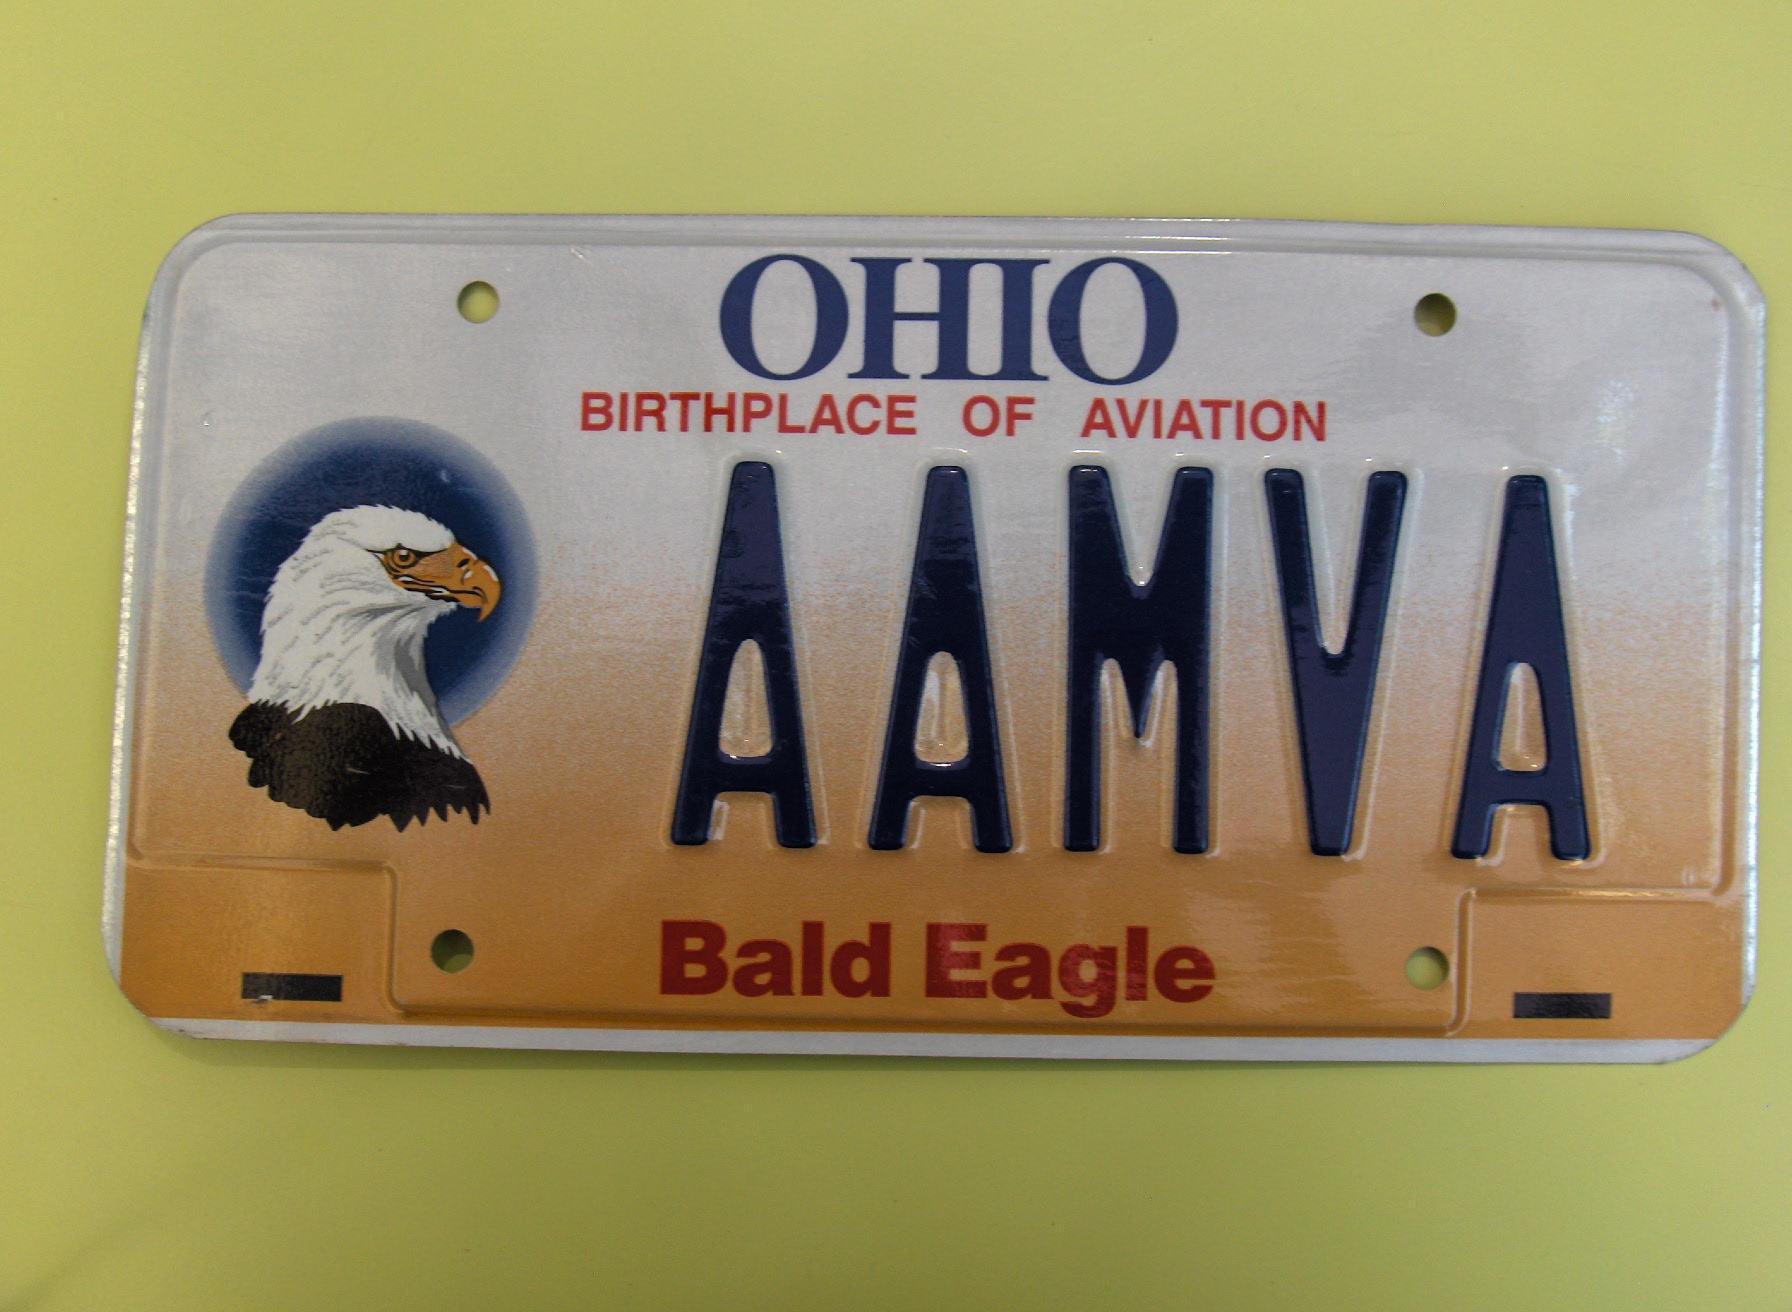 OHIO
BIRTHPLACE OF AVIATION
AAMVA
Bald Eagle